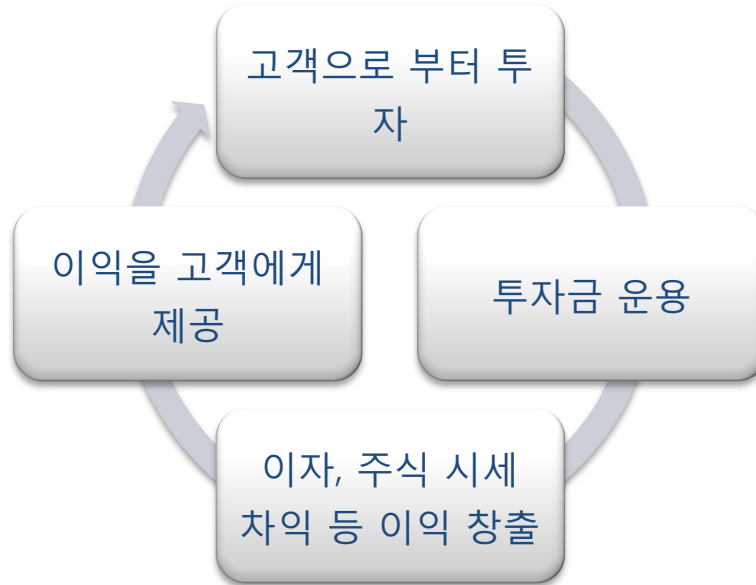 고객으로 부터 투
자
투자금 운용
이자, 주식 시세
차익 등 이익 창출
이익을 고객에게
제공